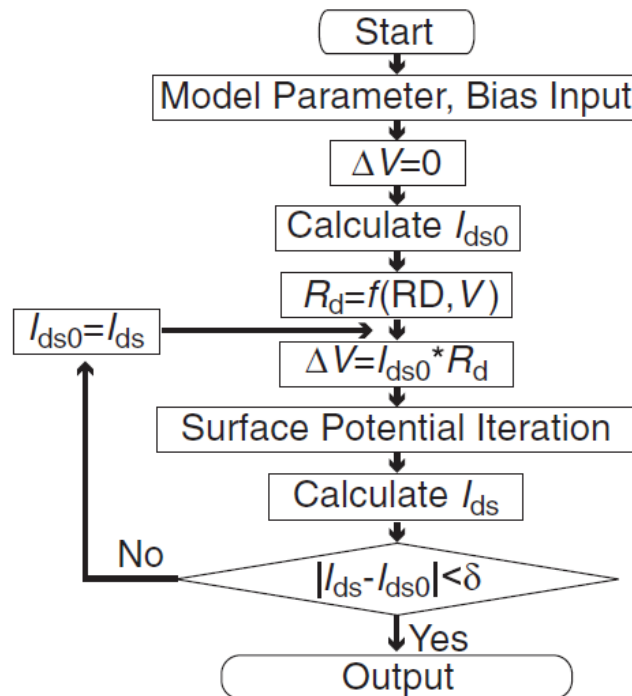 Start
Model Parameter, Bias Input
ΔV=0
Calculate Ids0
Rd=f(RD, V)
Ids0=Ids
ΔV=Ids0*Rd
Surface Potential Iteration
Calculate Ids
No
|Ids-Ids0|<δ
Yes
Output